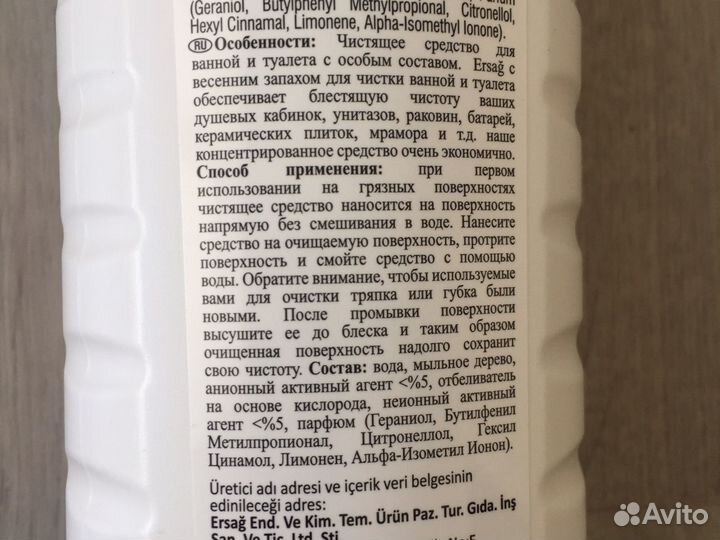 (Geraniol, Butylphenyl Methylpropional, Citronellol,
Hexyl Cinnamal, Limonene, Alpha-Isomethyl Ionone).
RU Особенности: Чистящее средство для
ванной и туалета с особым составом. Ersağ с
весенним запахом для чистки ванной и туалета
обеспечивает блестящую чистоту ваших
душевых кабинок, унитазов, раковин, батарей,
керамических плиток, мрамора и т.д. наше
концентрированное средство очень экономично.
Способ применения: при первом
использовании на грязных поверхностях
чистящее средство наносится на поверхность
напрямую без смешивания в воде. Нанесите
средство на очищаемую поверхность, протрите
поверхность и смойте средство с помощью
воды. Обратите внимание, чтобы используемые
вами для очистки тряпка или губка были
новыми. После промывки поверхности
высушите ее до блеска и таким образом
очищенная поверхность надолго сохранит
свою чистоту. Состав: вода, мыльное дерево,
анионный активный агент <%5, отбеливатель
на основе кислорода, неионный активный
агент <%5, парфюм (Гераниол, Бутилфенил
Метилпропионал, Цитронеллол, Гексил
Цинамол, Лимонен, Альфа-Изометил Ионон).
Üretici adı adresi ve içerik veri belgesinin
edinileceği adres:
Ersağ End. Ve Kim. Tem. Ürün Paz. Tur. Gıda. İnş
San. Ve Tic. Ltd. Şti.
Avito